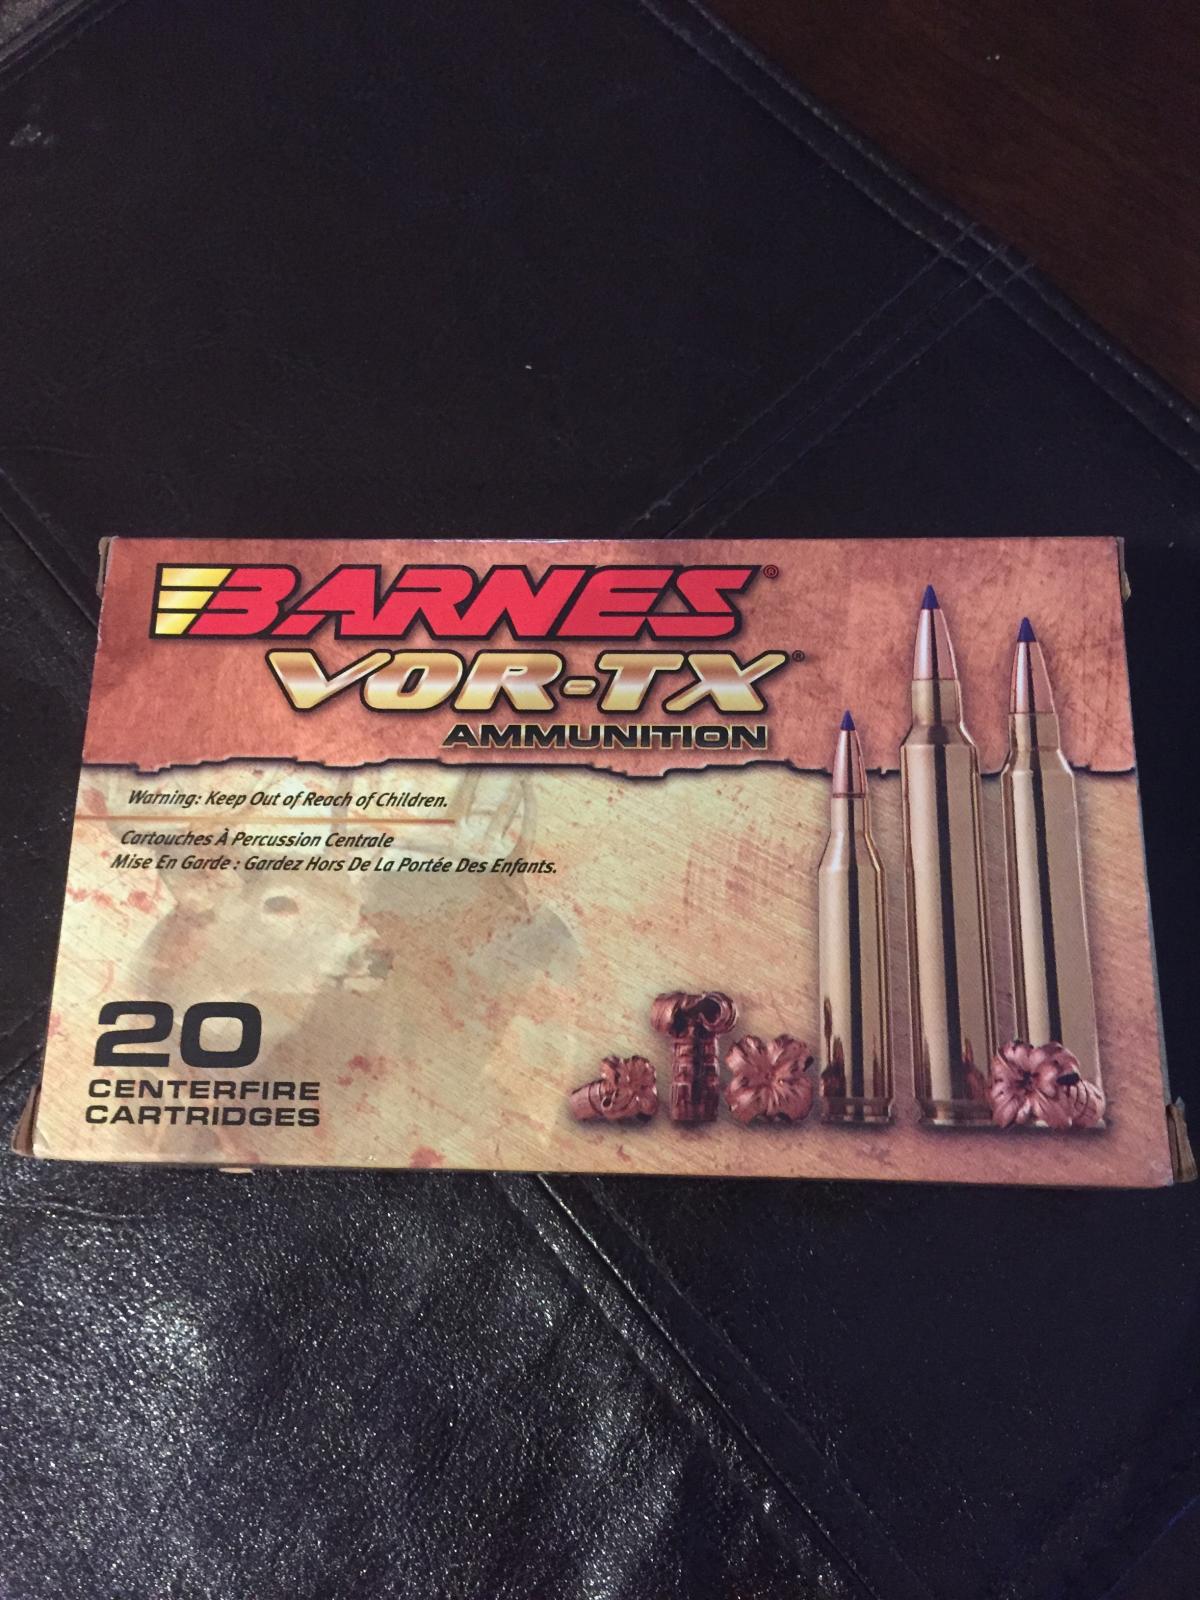 BARNES®
VOR-TX®
AMMUNITION
Warning: Keep Out of Reach of Children.
Cartouches À Percussion Centrale
Mise En Garde : Gardez Hors De La Portée Des Enfants.
20
CENTERFIRE
CARTRIDGES